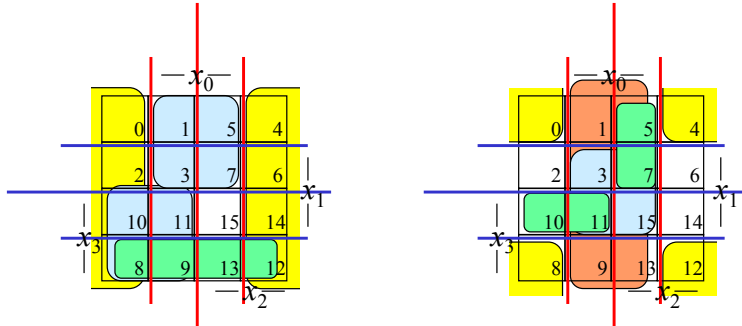 x0 x0
0 1 5 4 0 1 5 4
2 3 7 6 2 3 7 6
x1 x1
10 11 15 14 10 11 15 14
x3 x3
8 9 13 12 8 9 13 12
x2 x2